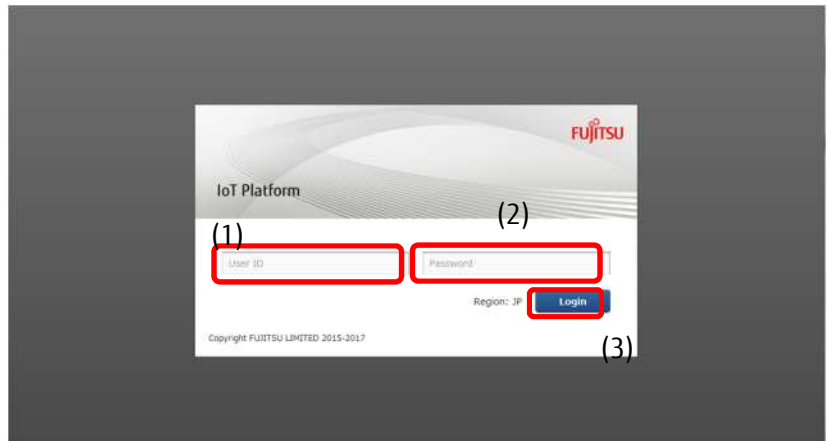 FUJITSU
IoT Platform
(2)
(1)
User ID
Password
Region: JP
Login
Copyright FUJITSU LIMITED 2015-2017
(3)